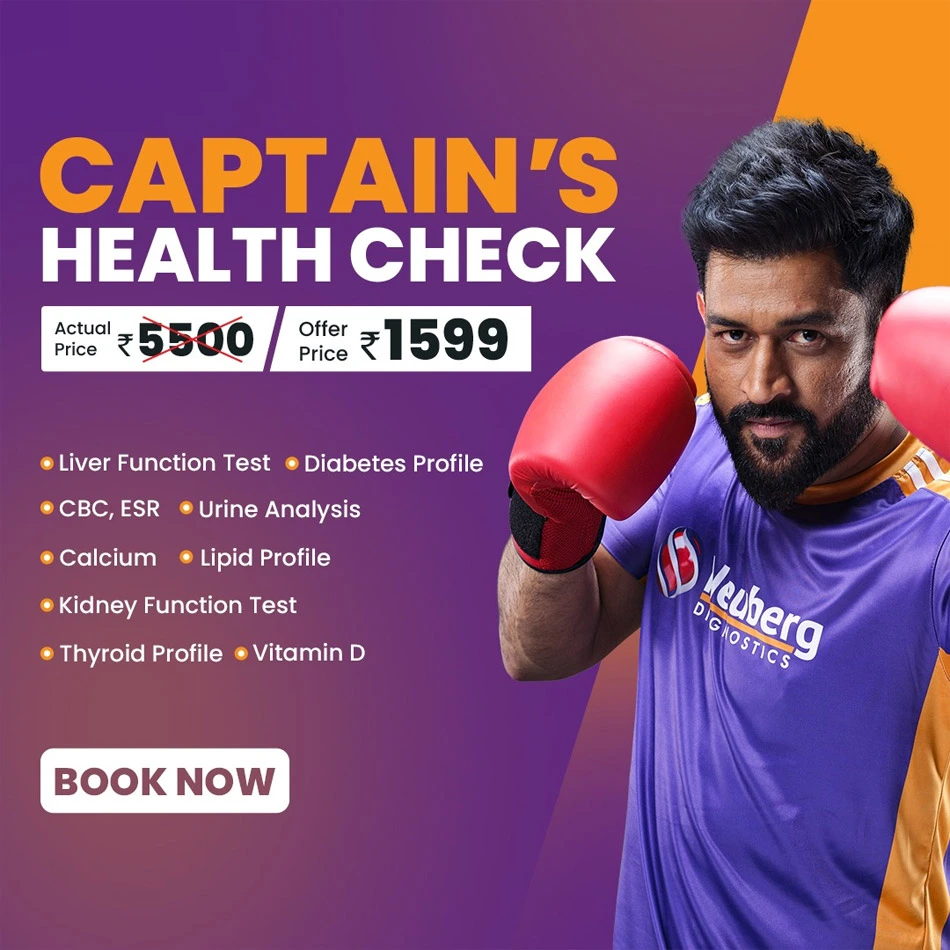 CAPTAIN'S
HEALTH CHECK
Actual Price ₹5500
Offer Price ₹1599
Liver Function Test
Diabetes Profile
CBC, ESR
Urine Analysis
Calcium
Lipid Profile
Kidney Function Test
Thyroid Profile
Vitamin D
BOOK NOW
Neuberg
DIAGNOSTICS